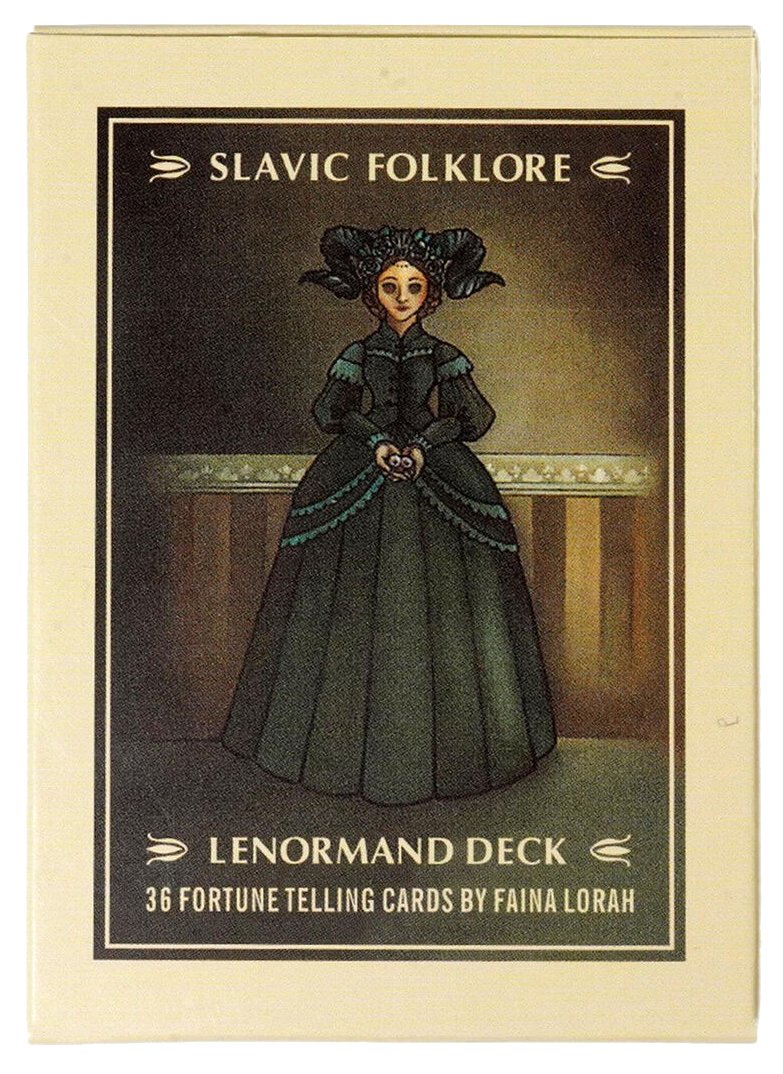 SLAVIC FOLKLORE
LENORMAND DECK
36 FORTUNE TELLING CARDS BY FAINA LORAH